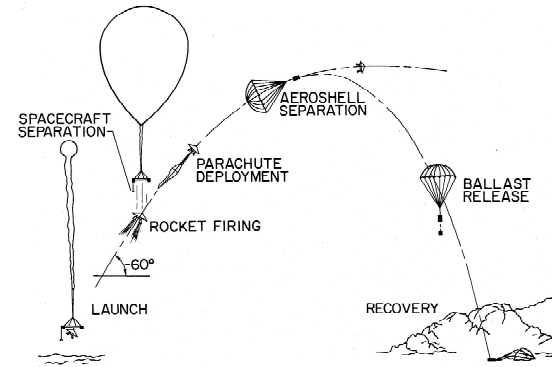 SPACECRAFT
SEPARATION
AEROSHELL
SEPARATION
PARACHUTE
DEPLOYMENT
BALLAST
RELEASE
ROCKET FIRING
60°
LAUNCH
RECOVERY